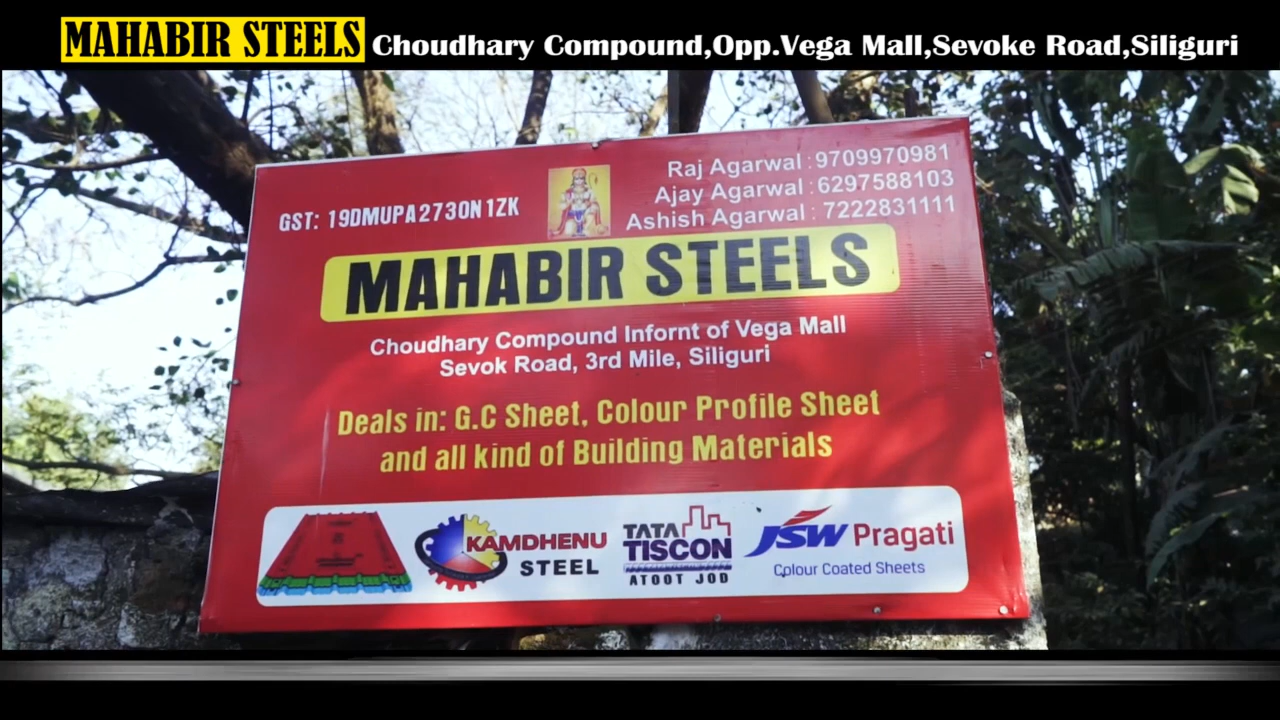 MAHABIR STEELS Choudhary Compound,Opp.Vega Mall,Sevoke Road,Siliguri
GST: 19DMUPA2730N1ZK
Raj Agarwal : 9709970981
Ajay Agarwal : 6297588103
Ashish Agarwal : 7222831111
MAHABIR STEELS
Choudhary Compound Infornt of Vega Mall
Sevok Road, 3rd Mile, Siliguri
Deals in: G.C Sheet, Colour Profile Sheet
and all kind of Building Materials
KAMDHENU
STEEL
TATA
TISCON
ATOOT JOD
JSW Pragati
Colour Coated Sheets